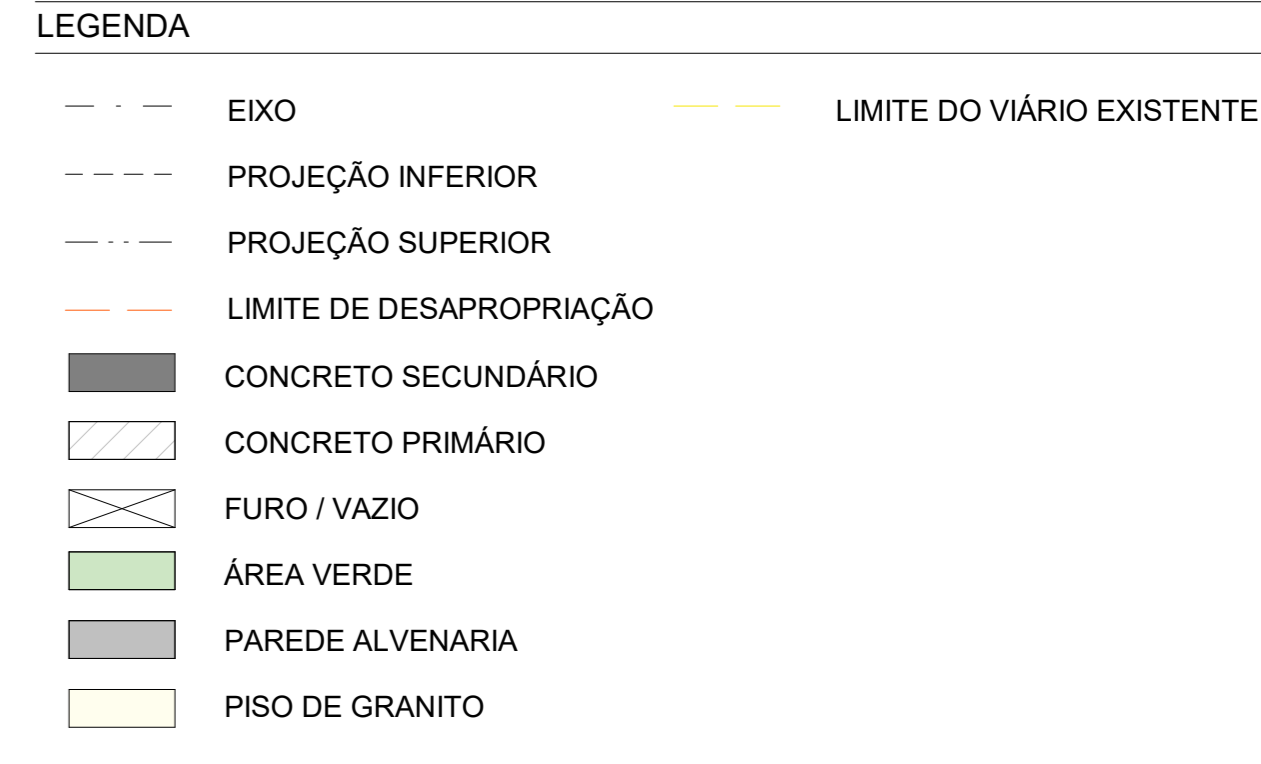 LEGENDA
EIXO
LIMITE DO VIÁRIO EXISTENTE
PROJEÇÃO INFERIOR
PROJEÇÃO SUPERIOR
LIMITE DE DESAPROPRIAÇÃO
CONCRETO SECUNDÁRIO
CONCRETO PRIMÁRIO
FURO / VAZIO
ÁREA VERDE
PAREDE ALVENARIA
PISO DE GRANITO